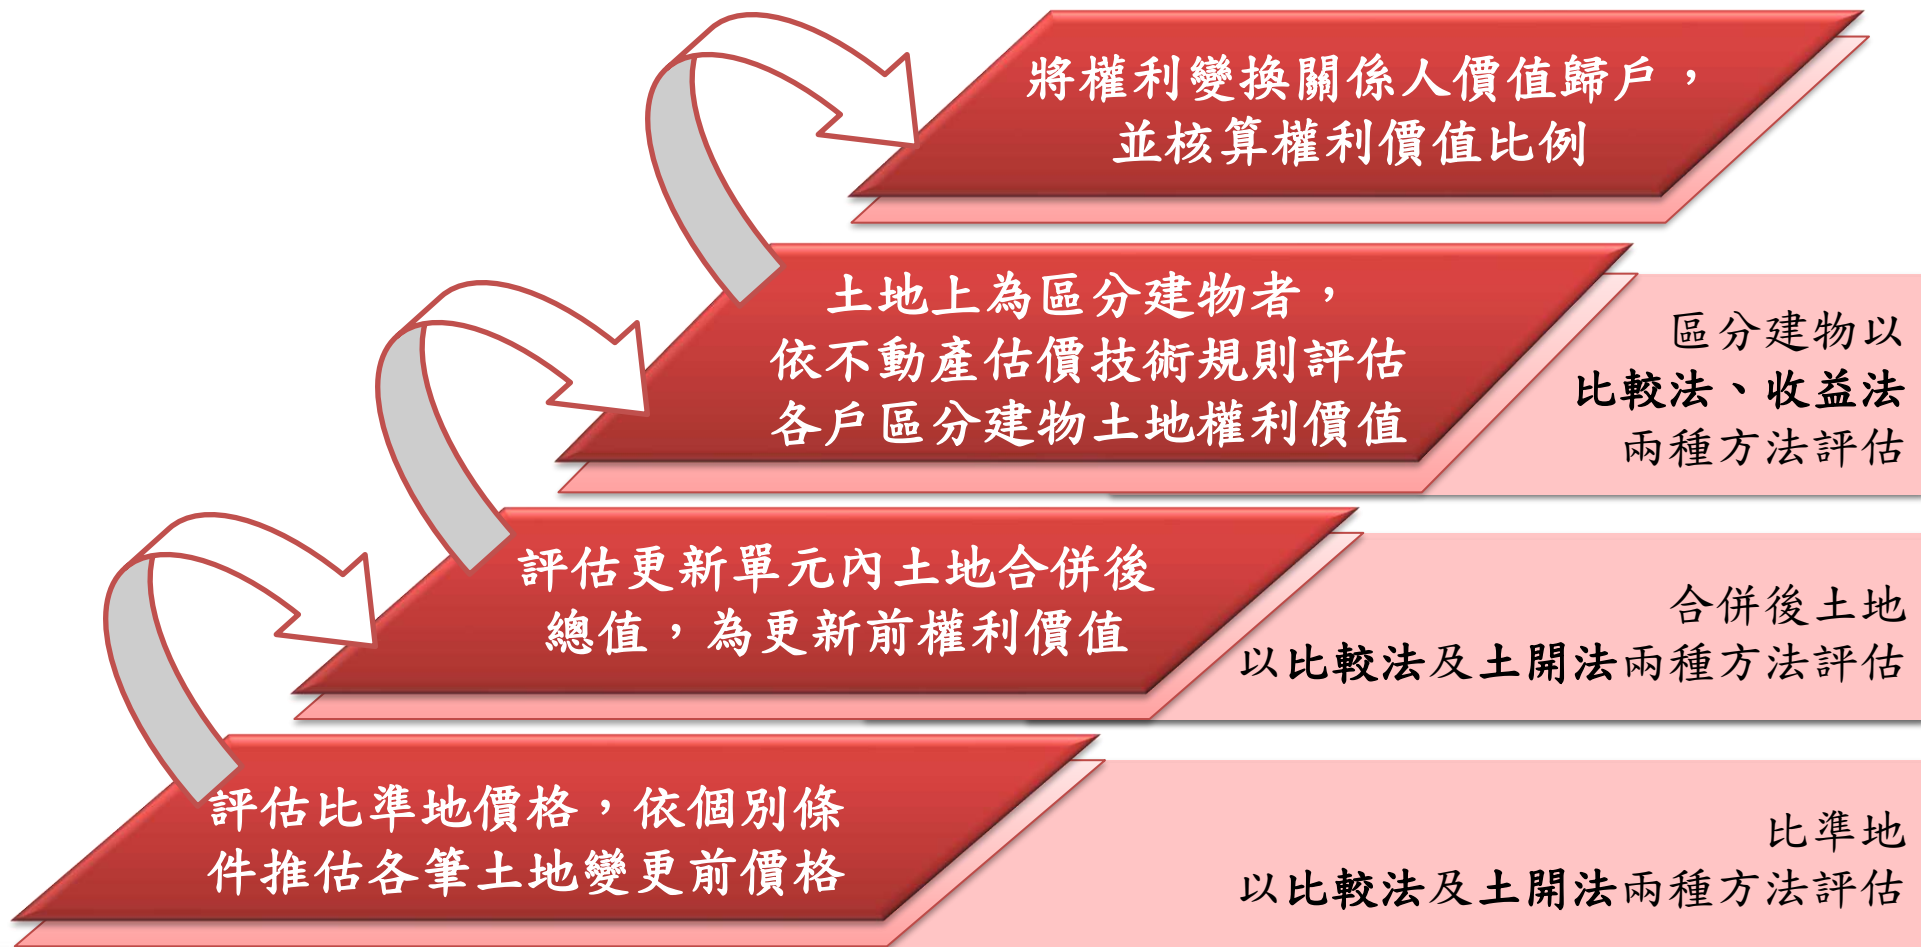 將權利變換關係人價值歸戶，
並核算權利價值比例
土地上為區分建物者，
依不動產估價技術規則評估
各戶區分建物土地權利價值
區分建物以
比較法、收益法
兩種方法評估
評估更新單元內土地合併後
總值，為更新前權利價值
合併後土地
以比較法及土開法兩種方法評估
評估比準地價格，依個別條
件推估各筆土地變更前價格
比準地
以比較法及土開法兩種方法評估